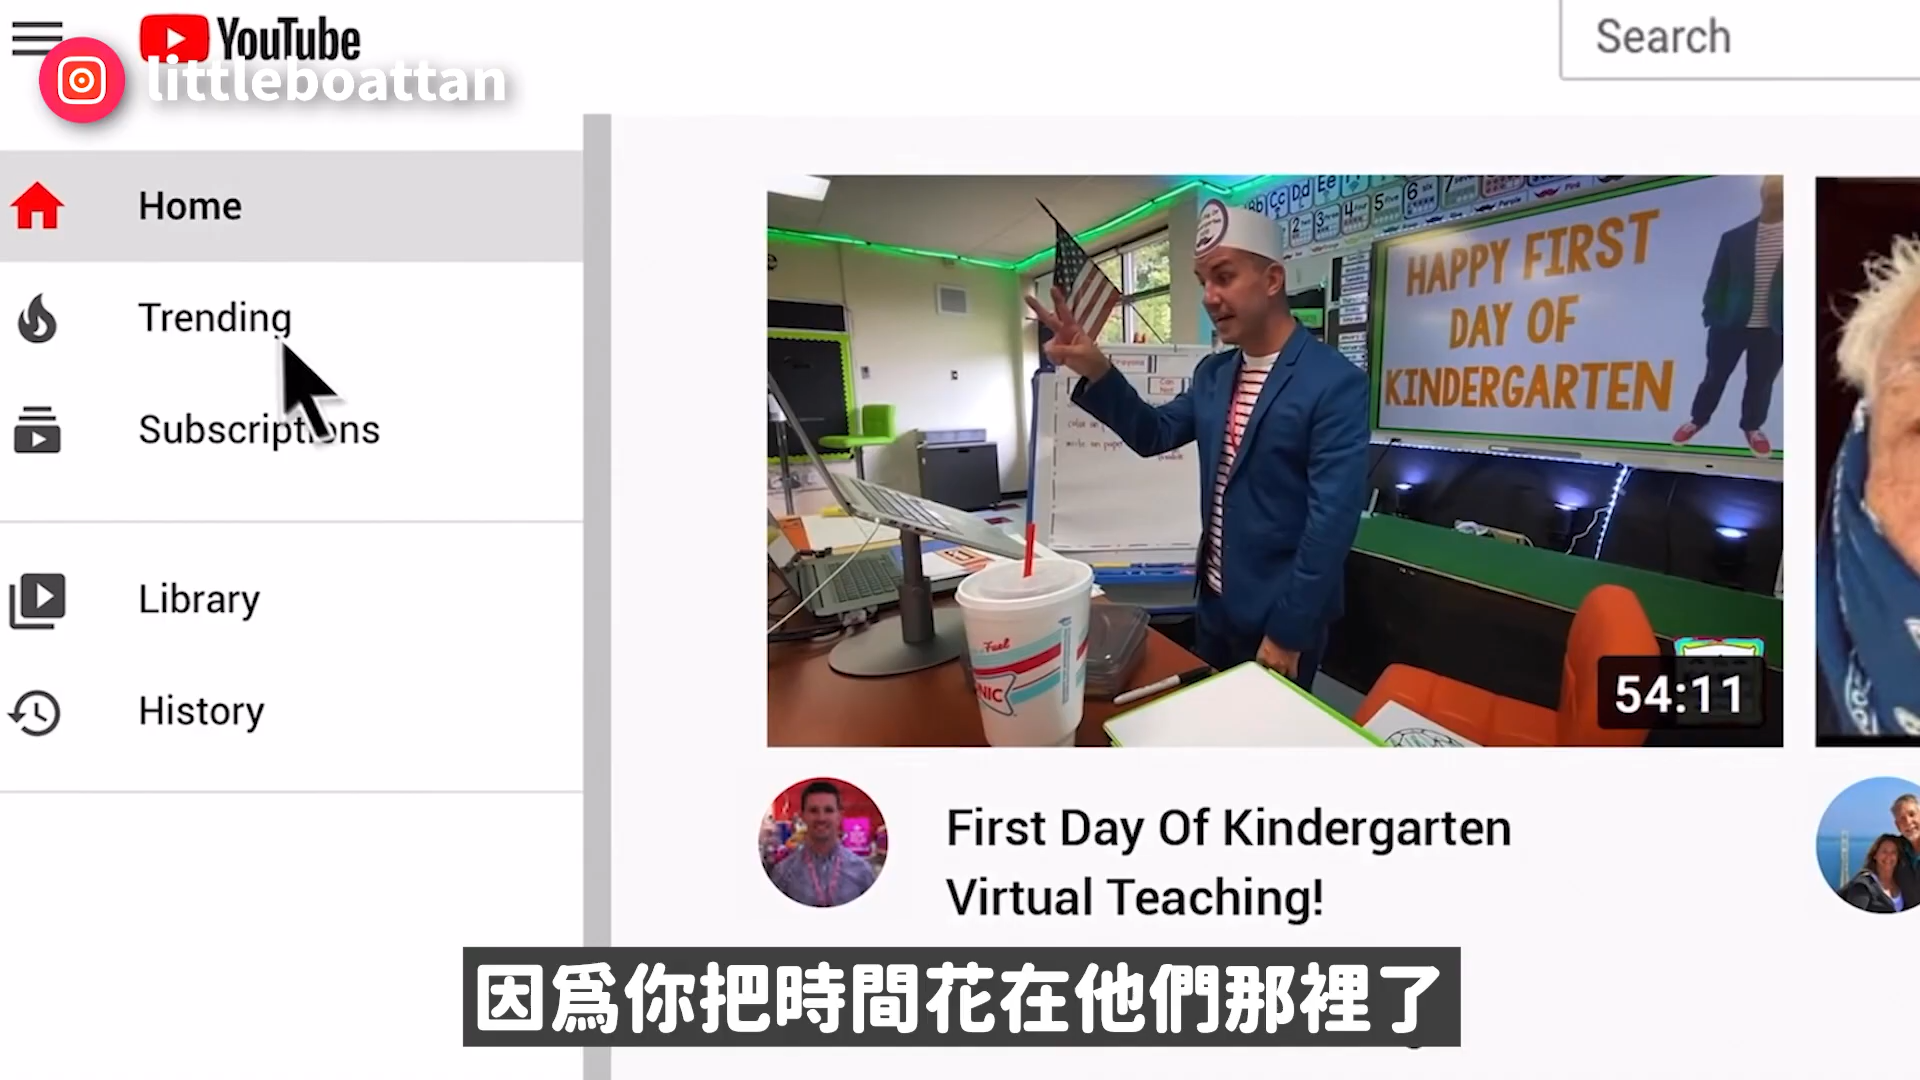 YouTube
Search
littleboattan
Home
Trending
Subscriptions
Library
History
HAPPY FIRST
DAY OF
KINDERGARTEN
54:11
First Day Of Kindergarten
Virtual Teaching!
因爲你把時間花在他們那裡了